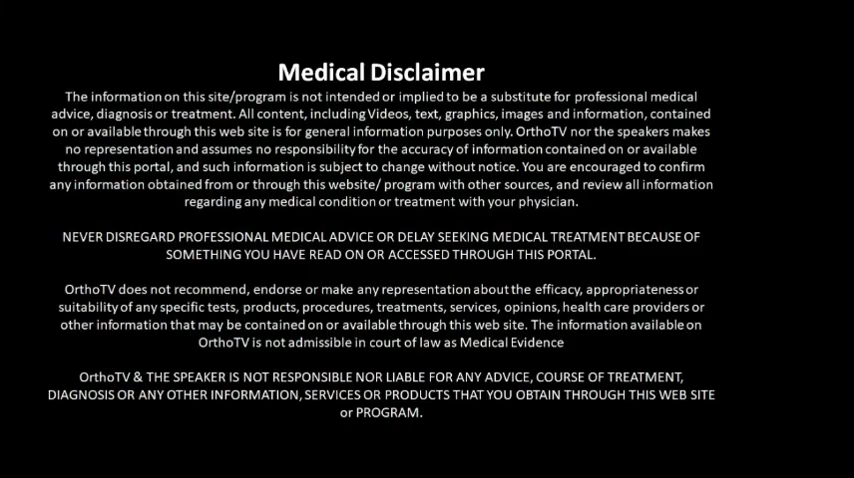 Medical Disclaimer
The information on this site/program is not intended or implied to be a substitute for professional medical
advice, diagnosis or treatment. All content, including Videos, text, graphics, images and information, contained
on or available through this web site is for general information purposes only. OrthoTV nor the speakers makes
no representation and assumes no responsibility for the accuracy of information contained on or available
through this portal, and such information is subject to change without notice. You are encouraged to confirm
any information obtained from or through this website/ program with other sources, and review all information
regarding any medical condition or treatment with your physician.
NEVER DISREGARD PROFESSIONAL MEDICAL ADVICE OR DELAY SEEKING MEDICAL TREATMENT BECAUSE OF
SOMETHING YOU HAVE READ ON OR ACCESSED THROUGH THIS PORTAL.
OrthoTV does not recommend, endorse or make any representation about the efficacy, appropriateness or
suitability of any specific tests, products, procedures, treatments, services, opinions, health care providers or
other information that may be contained on or available through this web site. The information available on
OrthoTV is not admissible in court of law as Medical Evidence
OrthoTV & THE SPEAKER IS NOT RESPONSIBLE NOR LIABLE FOR ANY ADVICE, COURSE OF TREATMENT,
DIAGNOSIS OR ANY OTHER INFORMATION, SERVICES OR PRODUCTS THAT YOU OBTAIN THROUGH THIS WEB SITE
or PROGRAM.